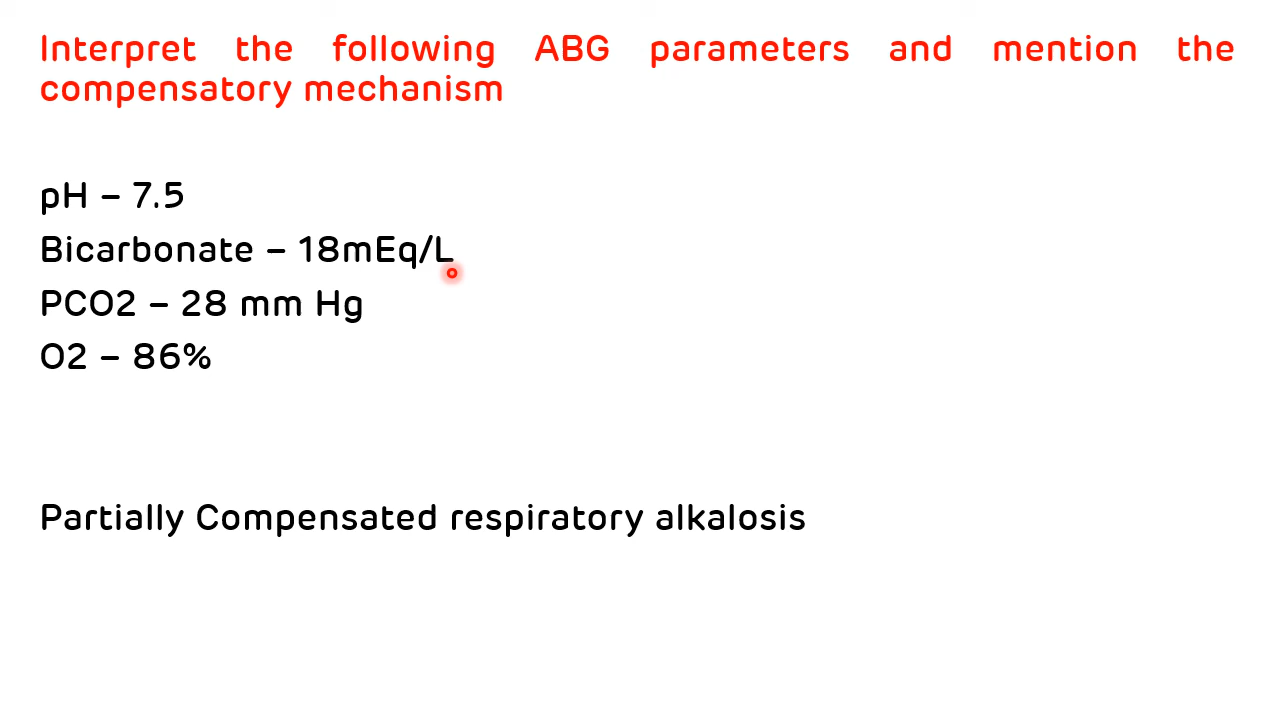 Interpret the following ABG parameters and mention the
compensatory mechanism
pH – 7.5
Bicarbonate – 18mEq/L
PCO2 – 28 mm Hg
O2 – 86%
Partially Compensated respiratory alkalosis